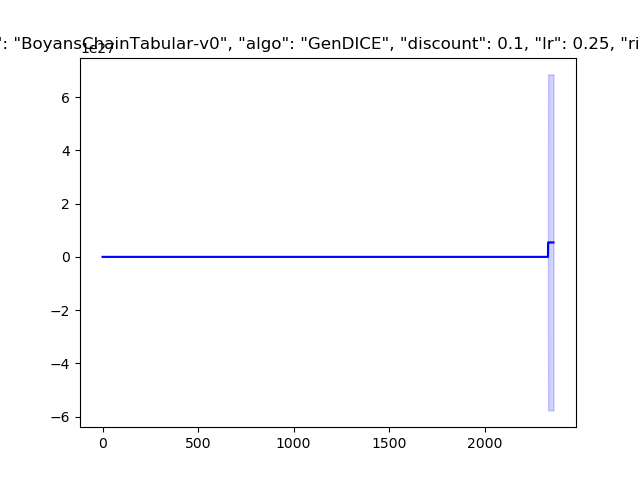 ": "BoyansChainTabular-v0", "algo": "GenDICE", "discount": 0.1, "lr": 0.25, "ri
1e27
6
4
2
0
−2
−4
−6
0 500 1000 1500 2000